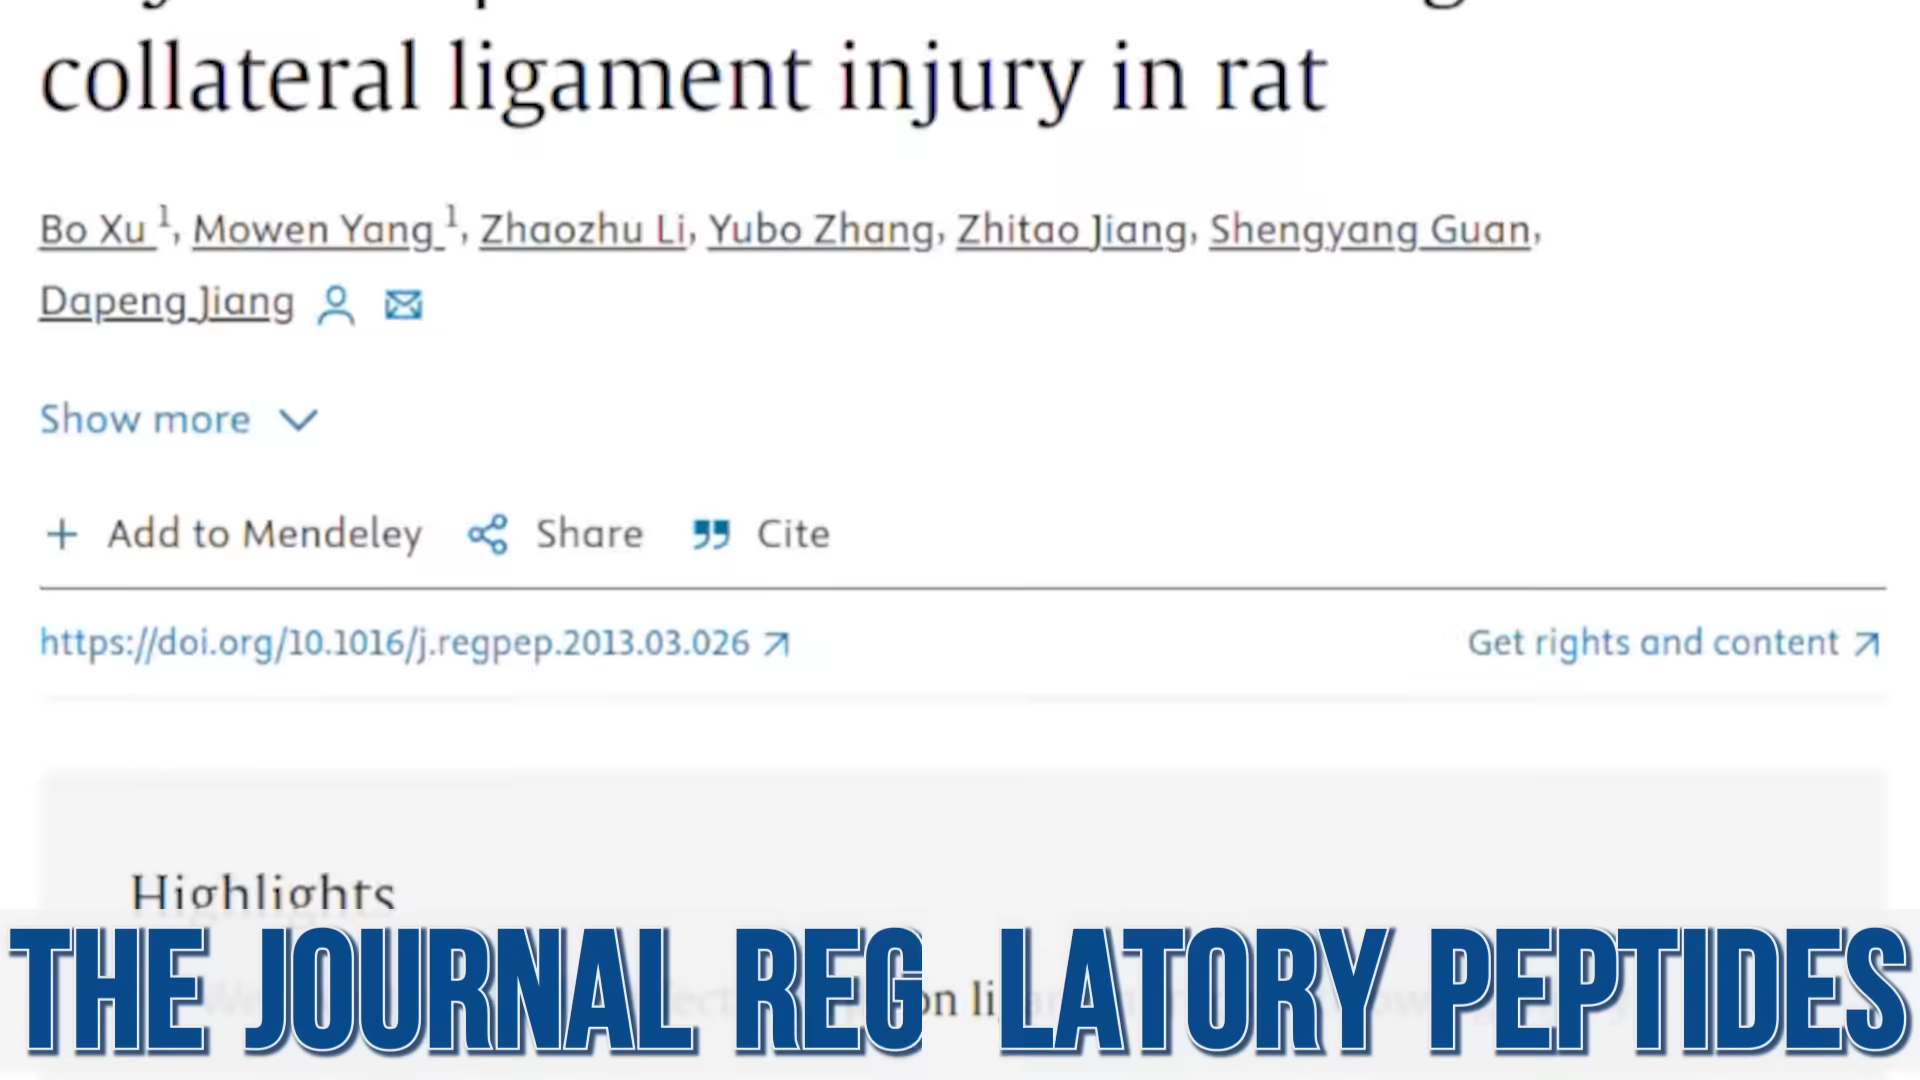 collateral ligament injury in rat
Bo Xu 1, Mowen Yang 1, Zhaozhu Li, Yubo Zhang, Zhitao Jiang, Shengyang Guan,
Dapeng Jiang
Show more
Add to Mendeley Share Cite
https://doi.org/10.1016/j.regpep.2013.03.026 Get rights and content
Highlights
on
THE JOURNAL REG LATORY PEPTIDES